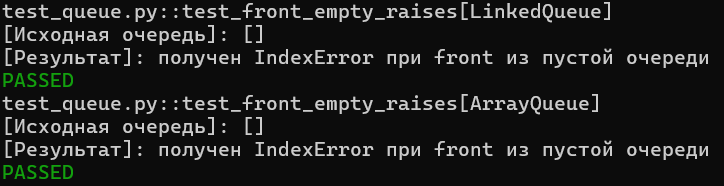 test_queue.py::test_front_empty_raises[LinkedQueue]
[Исходная очередь]: []
[Результат]: получен IndexError при front из пустой очереди
PASSED
test_queue.py::test_front_empty_raises[ArrayQueue]
[Исходная очередь]: []
[Результат]: получен IndexError при front из пустой очереди
PASSED